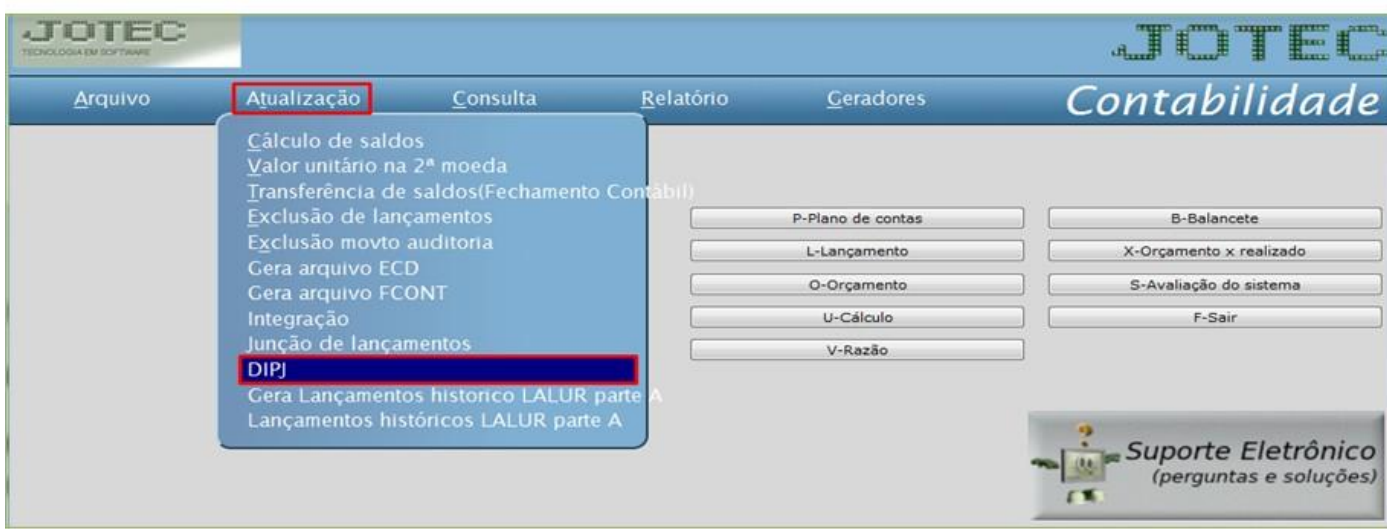 JOTEC
TECNOLOGIA EM SOFTWARE
JOTEC
Arquivo
Atualização
Consulta
Relatório
Geradores
Contabilidade
Cálculo de saldos
Valor unitário na 2ª moeda
Transferência de saldos(Fechamento Contábil)
Exclusão de lançamentos
Exclusão movto auditoria
Gera arquivo ECD
Gera arquivo FCONT
Integração
Junção de lançamentos
DIPJ
Gera Lançamentos historico LALUR parte A
Lançamentos históricos LALUR parte A
P-Plano de contas
L-Lançamento
O-Orçamento
U-Cálculo
V-Razão
B-Balancete
X-Orçamento x realizado
S-Avaliação do sistema
F-Sair
Suporte Eletrônico
(perguntas e soluções)